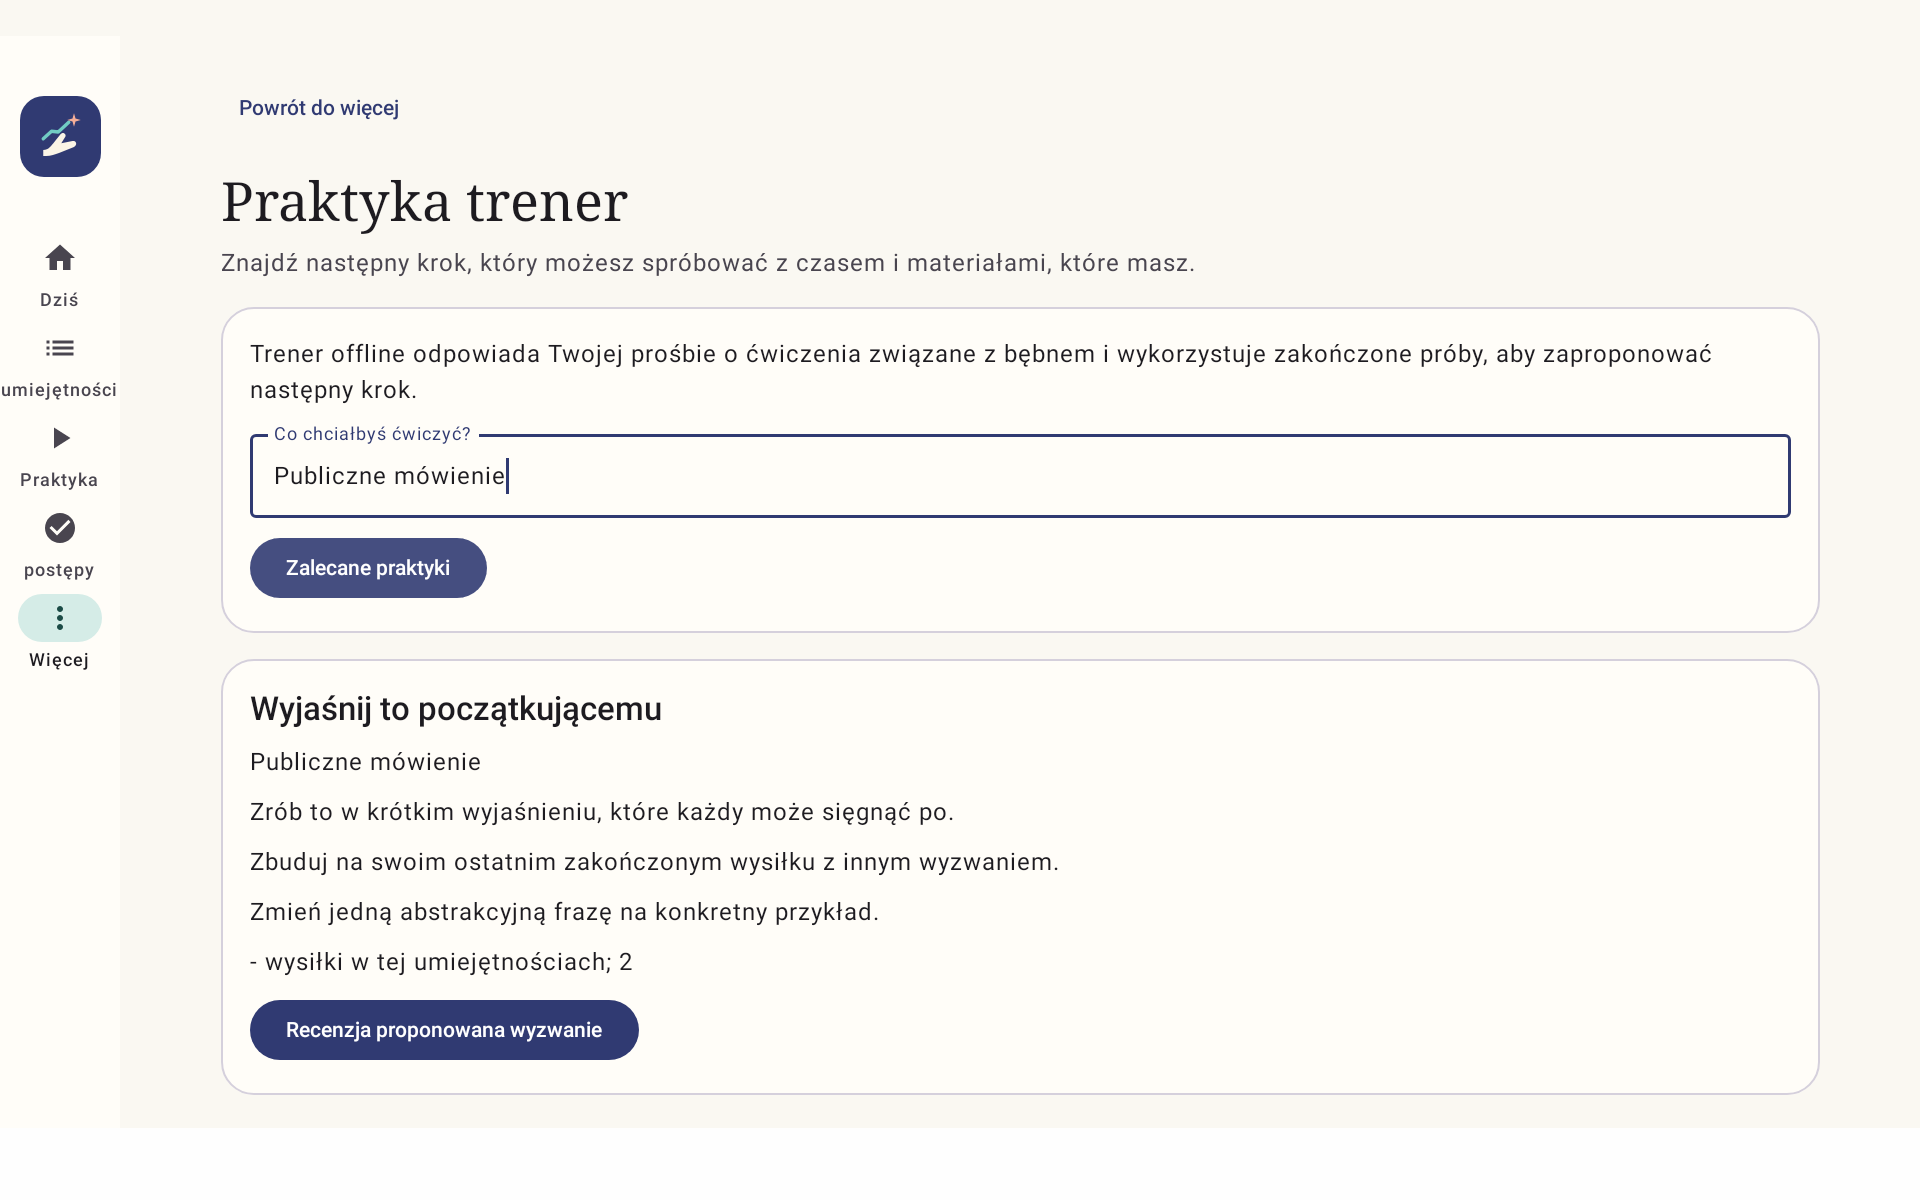 Powrót do więcej
Praktyka trener
Znajdź następny krok, który możesz spróbować z czasem i materiałami, które masz.
Dziś
umiejętności
Praktyka
postępy
Więcej
Trener offline odpowiada Twojej prośbie o ćwiczenia związane z bębnem i wykorzystuje zakończone próby, aby zaproponować
następny krok.
Co chciałbyś ćwiczyć?
Publiczne mówienie
Zalecane praktyki
Wyjaśnij to początkującemu
Publiczne mówienie
Zrób to w krótkim wyjaśnieniu, które każdy może sięgnąć po.
Zbuduj na swoim ostatnim zakończonym wysiłku z innym wyzwaniem.
Zmień jedną abstrakcyjną frazę na konkretny przykład.
- wysiłki w tej umiejętnościach; 2
Recenzja proponowana wyzwanie